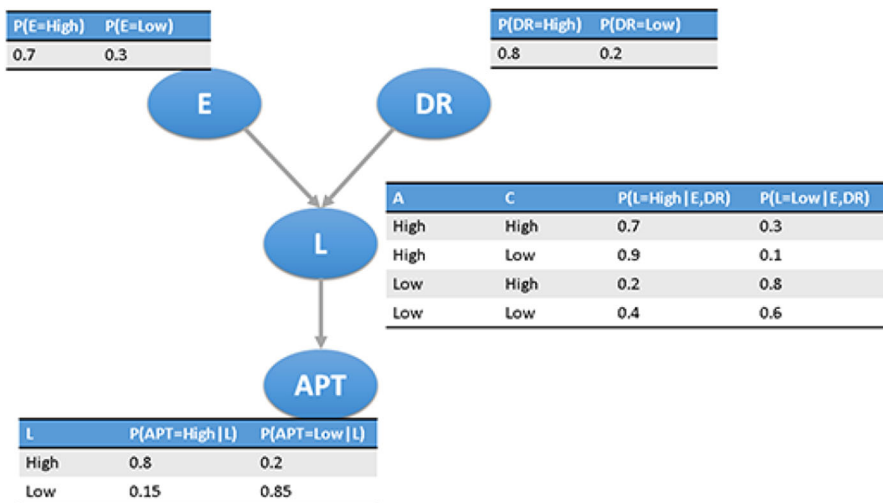 P(E=High) P(E=Low)
0.7 0.3
P(DR=High) P(DR=Low)
0.8 0.2
E
DR
A C P(L=High|E,DR) P(L=Low|E,DR)
High High 0.7 0.3
High Low 0.9 0.1
Low High 0.2 0.8
Low Low 0.4 0.6
L
APT
L P(APT=High|L) P(APT=Low|L)
High 0.8 0.2
Low 0.15 0.85